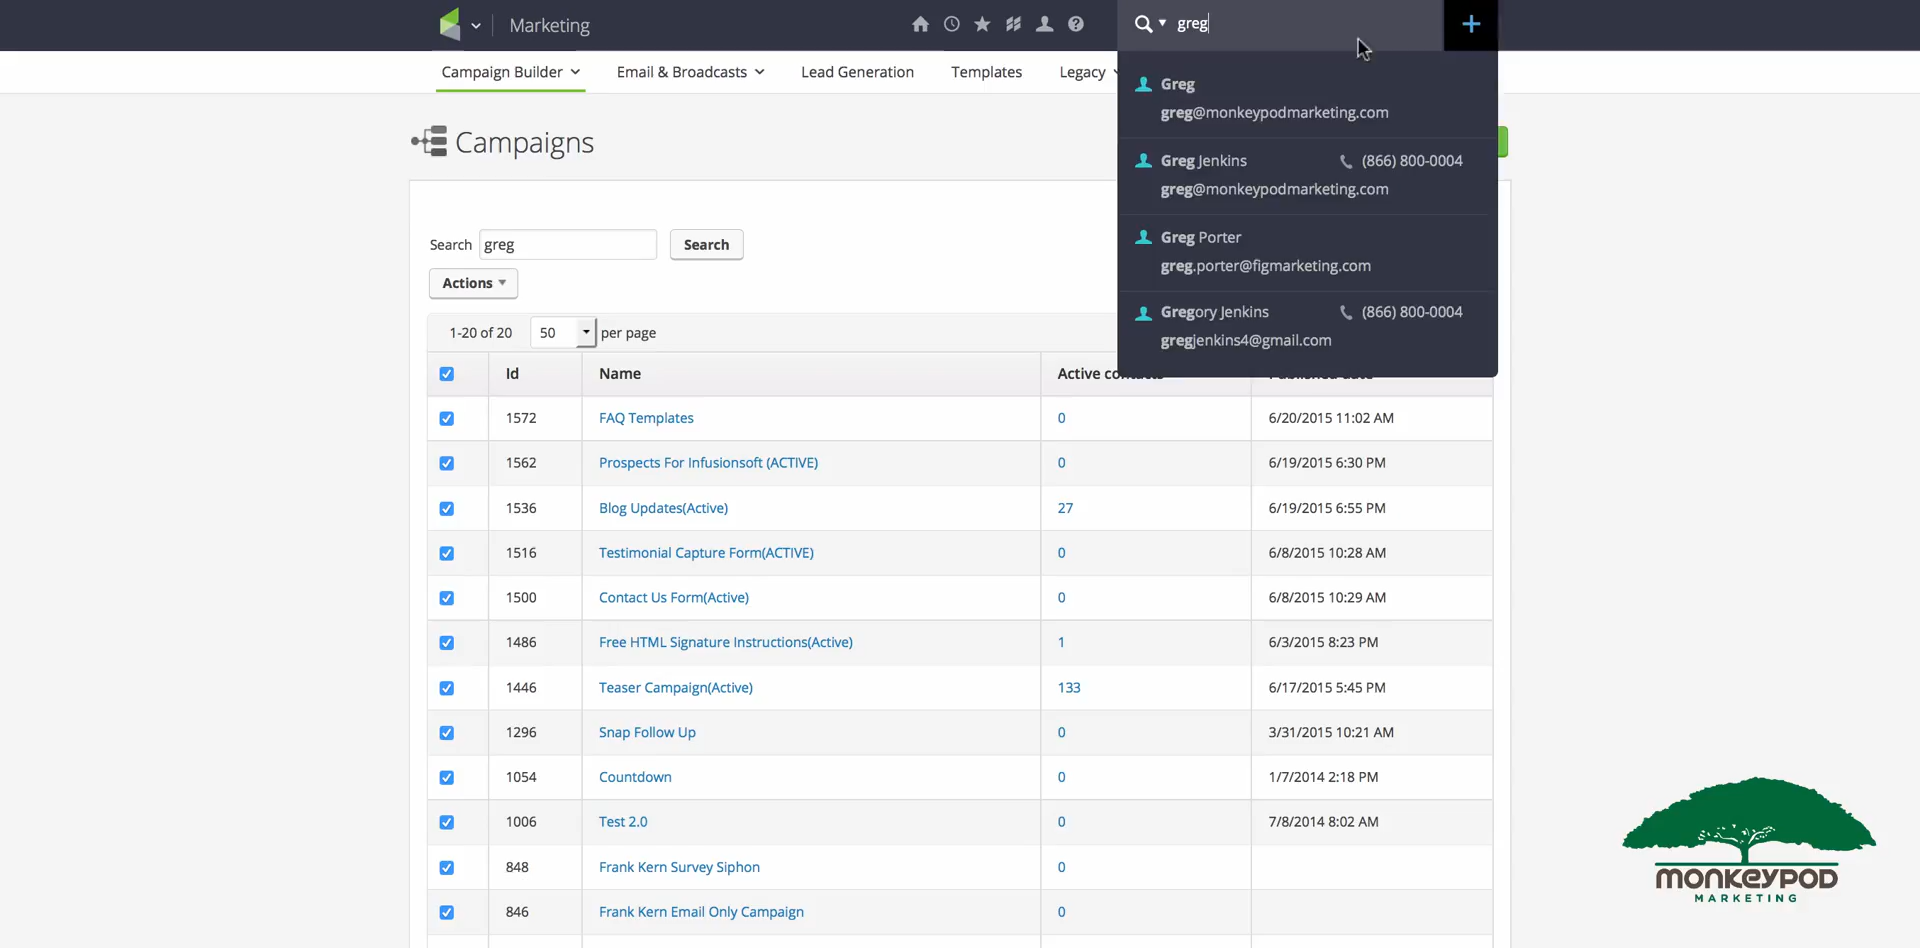 Marketing
greg
Campaign Builder
Email & Broadcasts
Lead Generation
Templates
Legacy
Greg
greg@monkeypodmarketing.com
Greg Jenkins (866) 800-0004
greg@monkeypodmarketing.com
Greg Porter
greg.porter@figmarketing.com
Gregory Jenkins (866) 800-0004
gregjenkins4@gmail.com
Campaigns
Search greg Search
Actions
1-20 of 20 50 per page
Id Name Active
1572 FAQ Templates 0 6/20/2015 11:02 AM
1562 Prospects For Infusionsoft (ACTIVE) 0 6/19/2015 6:30 PM
1536 Blog Updates(Active) 27 6/19/2015 6:55 PM
1516 Testimonial Capture Form(ACTIVE) 0 6/8/2015 10:28 AM
1500 Contact Us Form(Active) 0 6/8/2015 10:29 AM
1486 Free HTML Signature Instructions(Active) 1 6/3/2015 8:23 PM
1446 Teaser Campaign(Active) 133 6/17/2015 5:45 PM
1296 Snap Follow Up 0 3/31/2015 10:21 AM
1054 Countdown 0 1/7/2014 2:18 PM
1006 Test 2.0 0 7/8/2014 8:02 AM
848 Frank Kern Survey Siphon 0
846 Frank Kern Email Only Campaign 0
monkeypod
MARKETING